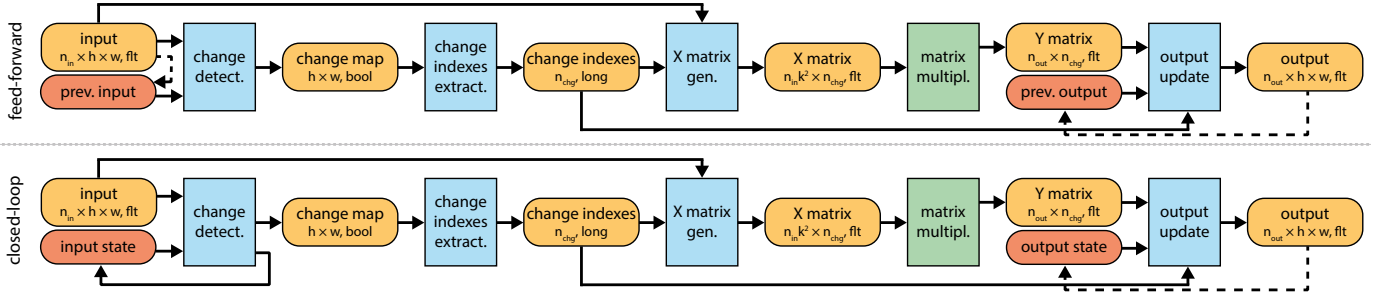 feed-forward
input
n_in × h × w, flt
prev. input
change
detect.
change map
h × w, bool
change
indexes
extract.
change indexes
n_chg, long
X matrix
gen.
X matrix
n_in k² × n_chg, flt
matrix
multipl.
Y matrix
n_out × n_chg, flt
prev. output
output
update
output
n_out × h × w, flt
closed-loop
input
n_in × h × w, flt
input state
change
detect.
change map
h × w, bool
change
indexes
extract.
change indexes
n_chg, long
X matrix
gen.
X matrix
n_in k² × n_chg, flt
matrix
multipl.
Y matrix
n_out × n_chg, flt
output state
output
update
output
n_out × h × w, flt